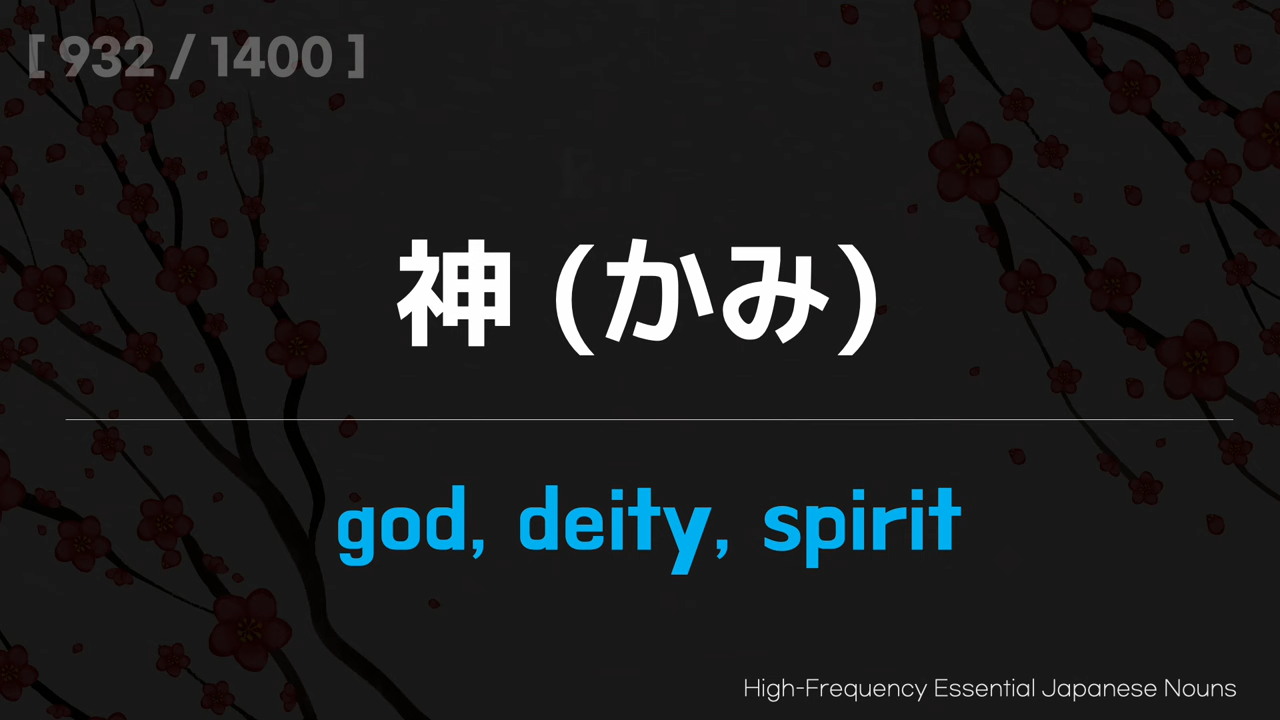 [ 932 / 1400 ]
神 (かみ)
god, deity, spirit
High-Frequency Essential Japanese Nouns